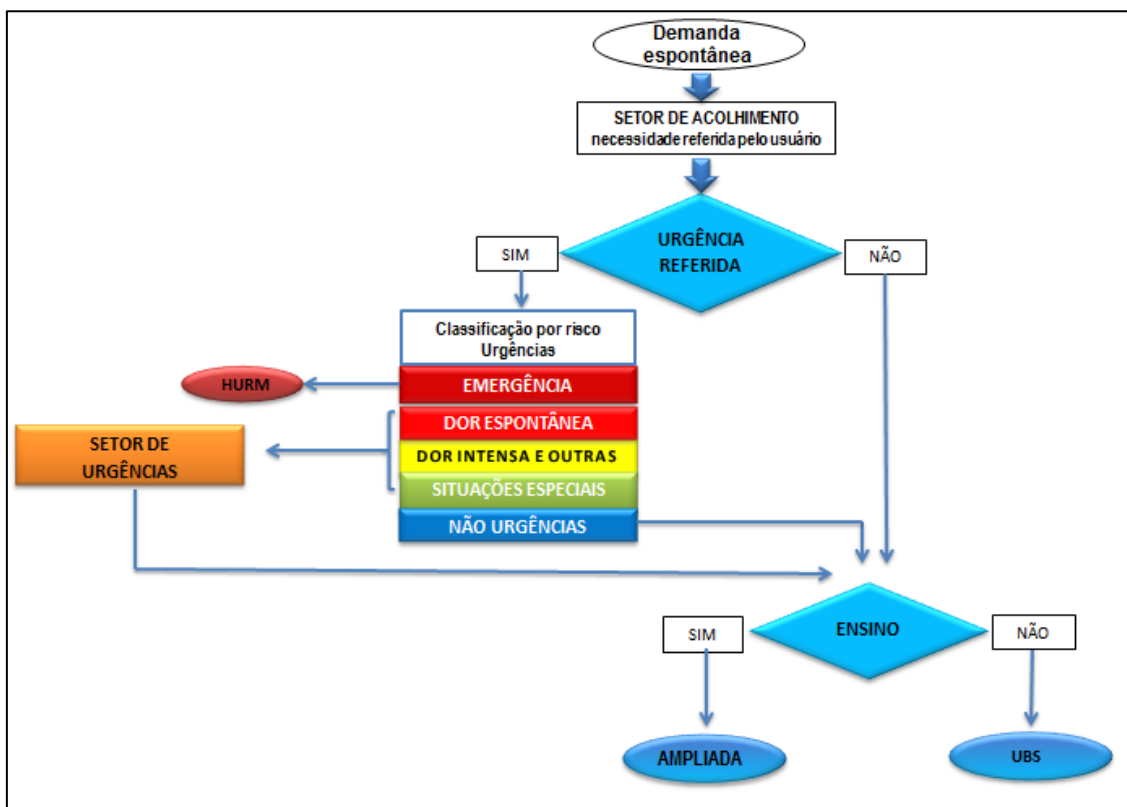 Demanda
espontânea
SETOR DE ACOLHIMENTO
necessidade referida pelo usuário
URGÊNCIA
REFERIDA
SIM
NÃO
Classificação por risco
Urgências
HURM
EMERGÊNCIA
DOR ESPONTÂNEA
SETOR DE
URGÊNCIAS
DOR INTENSA E OUTRAS
SITUAÇÕES ESPECIAIS
NÃO URGÊNCIAS
ENSINO
SIM
NÃO
AMPLIADA
UBS